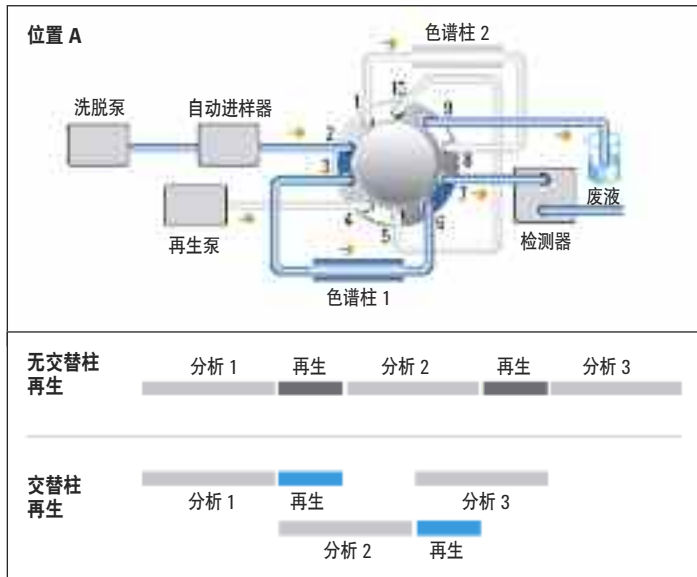 位置 A
色谱柱 2
洗脱泵
自动进样器
1
10
9
2
3
8
7
4
5
6
再生泵
废液
检测器
色谱柱 1
无交替柱
再生
分析 1
再生
分析 2
再生
分析 3
交替柱
再生
分析 1
再生
分析 3
分析 2
再生